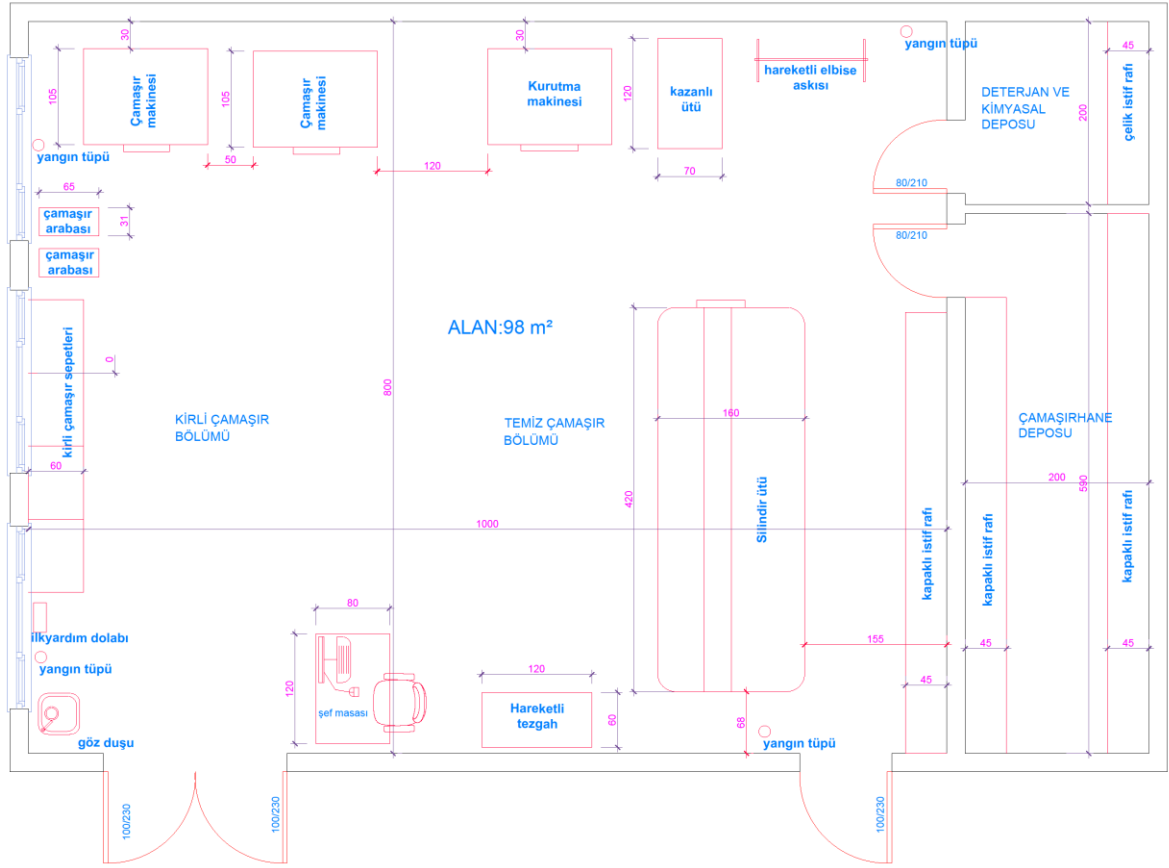 30
30
yangın tüpü
45
105
Çamaşır
makinesi
105
Çamaşır
makinesi
Kurutma
makinesi
120
kazanlı
ütü
hareketli elbise
askısı
DETERJAN VE
KİMYASAL
DEPOSU
200
çelik istif rafı
yangın tüpü
50
120
70
80/210
65
çamaşır
arabası
31
çamaşır
arabası
80/210
kirli çamaşır sepetleri
0
ALAN:98 m²
800
KİRLİ ÇAMAŞIR
BÖLÜMÜ
TEMİZ ÇAMAŞIR
BÖLÜMÜ
160
ÇAMAŞIRHANE
DEPOSU
60
420
Silindir ütü
200
590
1000
kapaklı istif rafı
kapaklı istif rafı
kapaklı istif rafı
80
ilkyardım dolabı
155
45
45
yangın tüpü
120
120
45
şef masası
Hareketli
tezgah
60
68
göz duşu
yangın tüpü
100/230
100/230
100/230